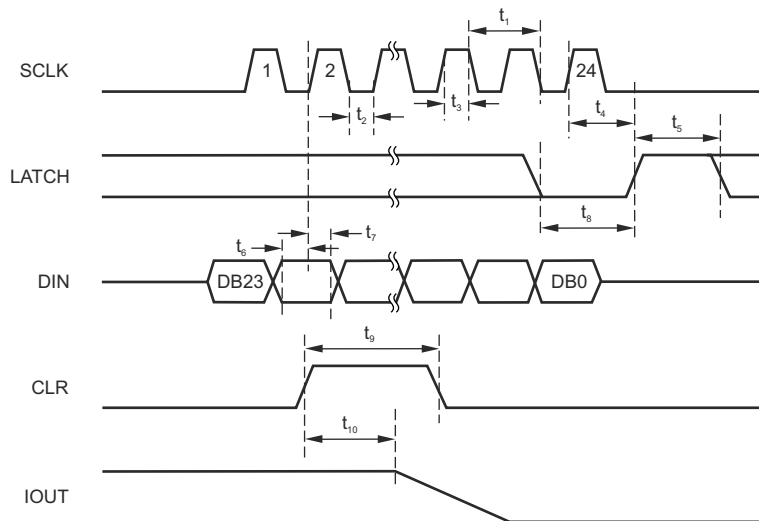 t₁
SCLK 1 2 24
t₂ t₃ t₄ t₅
LATCH
t₈
t₆ t₇
DIN DB23 DB0
t₉
CLR
t₁₀
IOUT